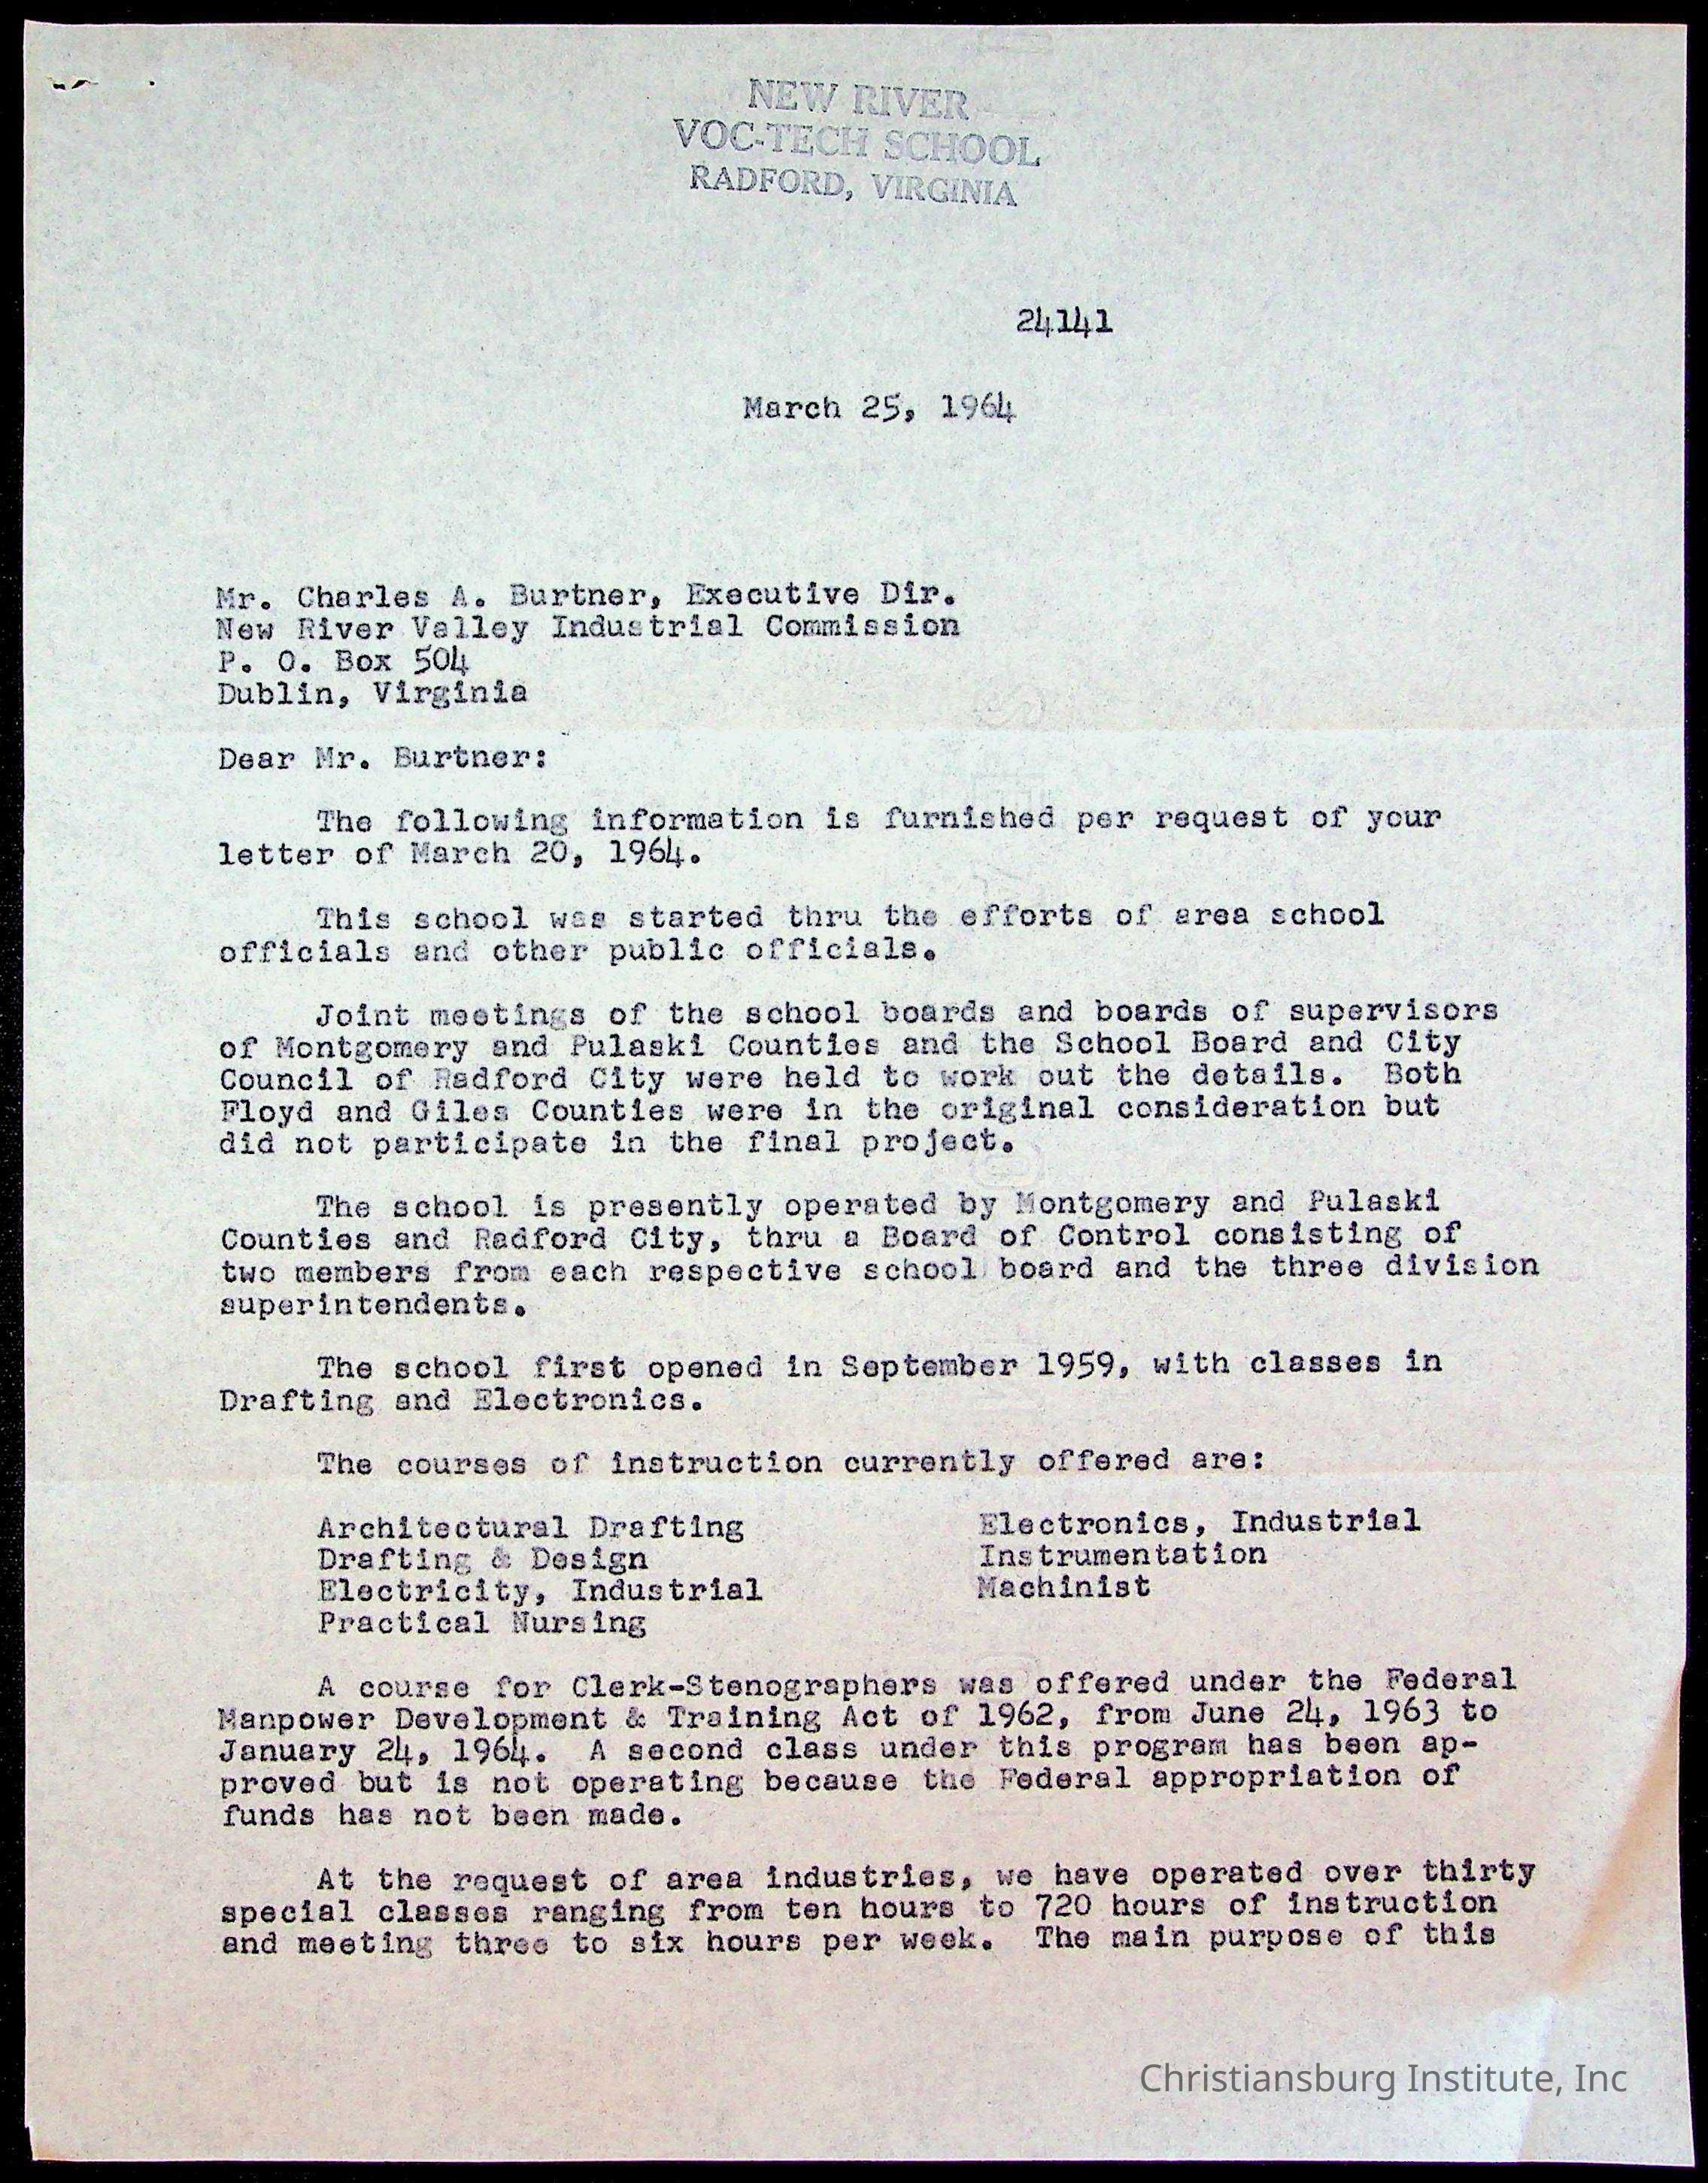 NEW RIVER
VOC-TECH SCHOOL
RADFORD, VIRGINIA
24141
March 25, 1964
Mr. Charles A. Burtner, Executive Dir.
New River Valley Industrial Commission
P. O. Box 504
Dublin, Virginia
Dear Mr. Burtner:
The following information is furnished per request of your
letter of March 20, 1964.
This school was started thru the efforts of area school
officials and other public officials.
Joint meetings of the school boards and boards of supervisors
of Montgomery and Pulaski Counties and the School Board and City
Council of Radford City were held to work out the details. Both
Floyd and Giles Counties were in the original consideration but
did not participate in the final project.
The school is presently operated by Montgomery and Pulaski
Counties and Radford City, thru a Board of Control consisting of
two members from each respective school board and the three division
superintendents.
The school first opened in September 1959, with classes in
Drafting and Electronics.
The courses of instruction currently offered are:
Architectural Drafting Electronics, Industrial
Drafting & Design Instrumentation
Electricity, Industrial Machinist
Practical Nursing
A course for Clerk-Stenographers was offered under the Federal
Manpower Development & Training Act of 1962, from June 24, 1963 to
January 24, 1964. A second class under this program has been ap-
proved but is not operating because the Federal appropriation of
funds has not been made.
At the request of area industries, we have operated over thirty
special classes ranging from ten hours to 720 hours of instruction
and meeting three to six hours per week. The main purpose of this
Christiansburg Institute, Inc